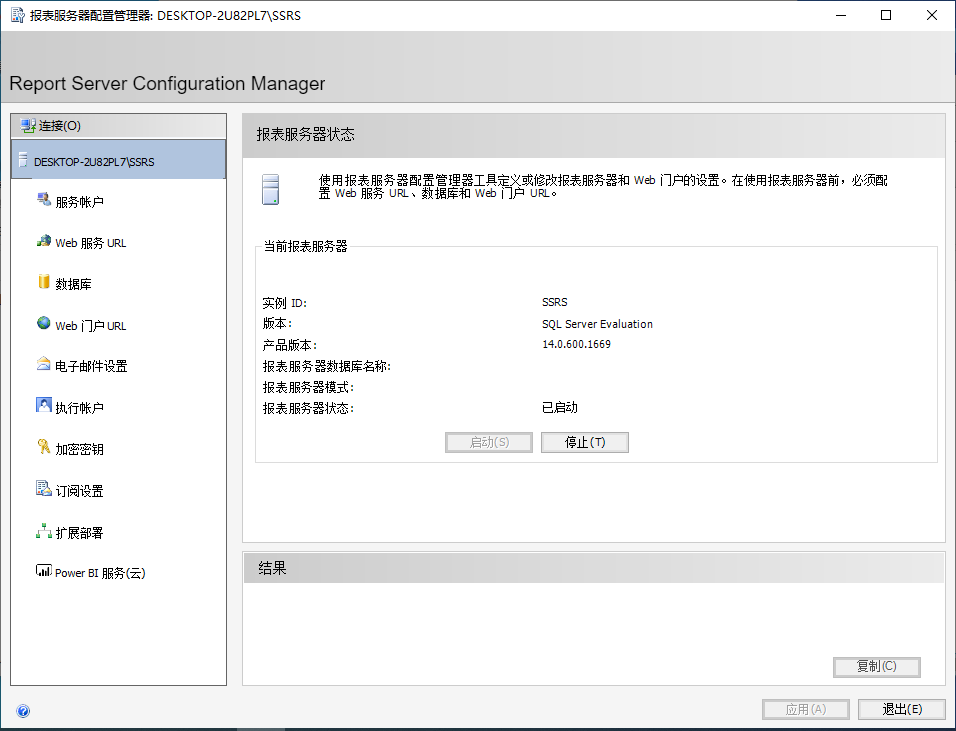 报表服务器配置管理器: DESKTOP-2U82PL7\SSRS
Report Server Configuration Manager
连接(O)
DESKTOP-2U82PL7\SSRS
服务帐户
Web 服务 URL
数据库
Web 门户 URL
电子邮件设置
执行帐户
加密密钥
订阅设置
扩展部署
Power BI 服务(云)
报表服务器状态
使用报表服务器配置管理器工具定义或修改报表服务器和 Web 门户的设置。在使用报表服务器前，必须配
置 Web 服务 URL、数据库和 Web 门户 URL。
当前报表服务器
实例 ID: SSRS
版本: SQL Server Evaluation
产品版本: 14.0.600.1669
报表服务器数据库名称:
报表服务器模式:
报表服务器状态: 已启动
启动(S) 停止(T)
结果
复制(C)
应用(A) 退出(E)